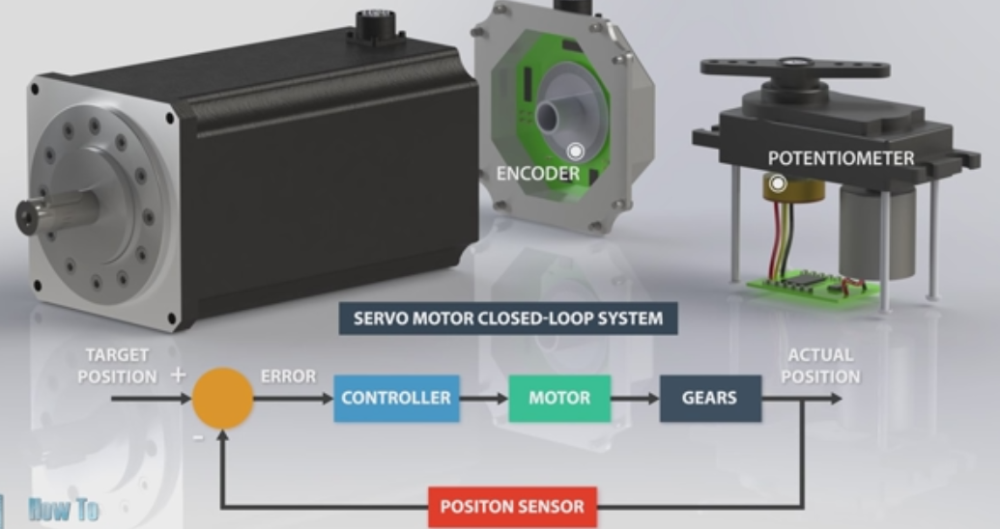 ENCODER
POTENTIOMETER
SERVO MOTOR CLOSED-LOOP SYSTEM
TARGET
POSITION
+
ERROR
CONTROLLER
MOTOR
GEARS
ACTUAL
POSITION
-
POSITON SENSOR
How To